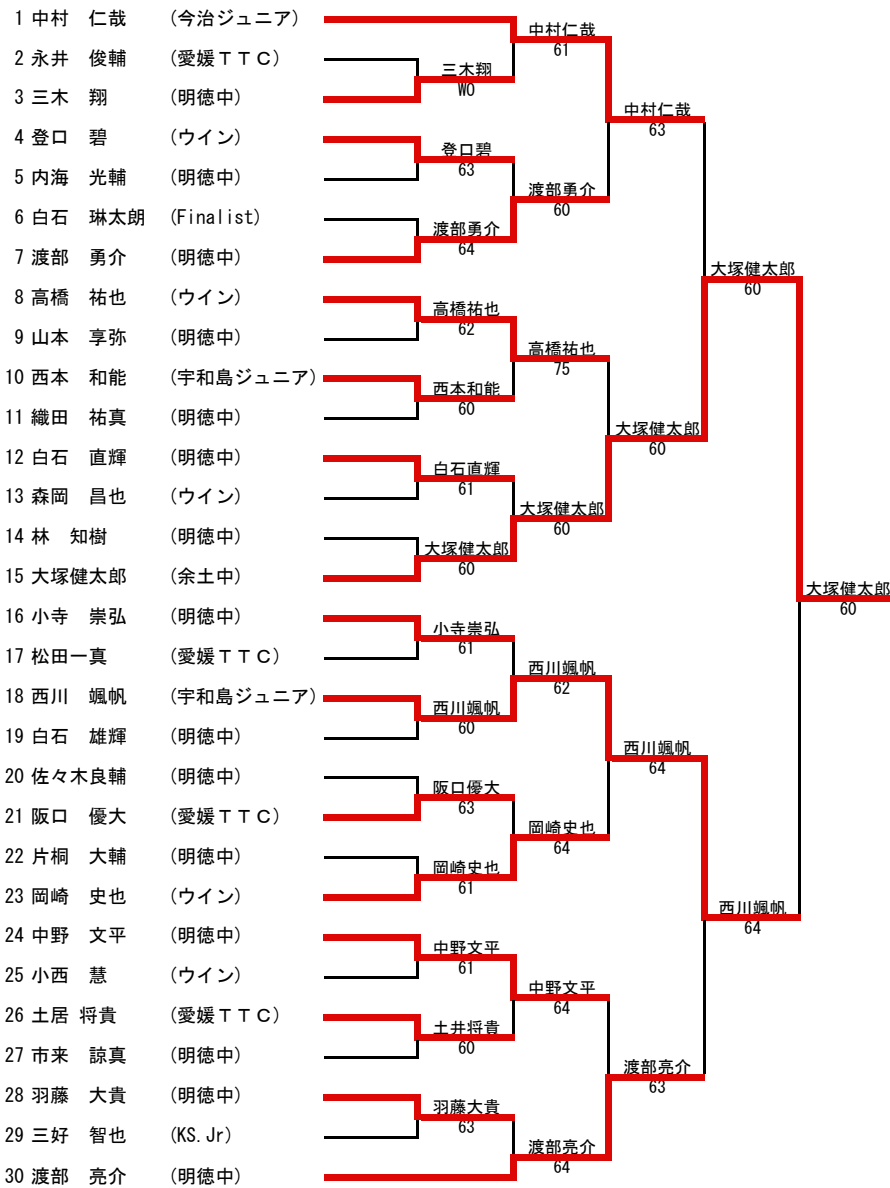 1 中村　仁哉　(今治ジュニア)
2 永井　俊輔　(愛媛ＴＴＣ)
3 三木　翔　(明徳中)
4 登口　碧　(ウイン)
5 内海　光輔　(明徳中)
6 白石　琳太朗　(Finalist)
7 渡部　勇介　(明徳中)
8 高橋　祐也　(ウイン)
9 山本　享弥　(明徳中)
10 西本　和能　(宇和島ジュニア)
11 織田　祐真　(明徳中)
12 白石　直輝　(明徳中)
13 森岡　昌也　(ウイン)
14 林　知樹　(明徳中)
15 大塚健太郎　(余土中)
16 小寺　崇弘　(明徳中)
17 松田一真　(愛媛ＴＴＣ)
18 西川　颯帆　(宇和島ジュニア)
19 白石　雄輝　(明徳中)
20 佐々木良輔　(明徳中)
21 阪口　優大　(愛媛ＴＴＣ)
22 片桐　大輔　(明徳中)
23 岡崎　史也　(ウイン)
24 中野　文平　(明徳中)
25 小西　慧　(ウイン)
26 土居 将貴　(愛媛ＴＴＣ)
27 市来　諒真　(明徳中)
28 羽藤　大貴　(明徳中)
29 三好　智也　(KS.Jr)
30 渡部　亮介　(明徳中)
三木翔
WO
登口碧
63
渡部勇介
64
高橋祐也
62
西本和能
60
白石直輝
61
大塚健太郎
60
小寺崇弘
61
西川颯帆
60
阪口優大
63
岡崎史也
61
中野文平
61
土井将貴
60
羽藤大貴
63
中村仁哉
61
渡部勇介
60
高橋祐也
75
大塚健太郎
60
西川颯帆
62
岡崎史也
64
中野文平
64
渡部亮介
64
中村仁哉
63
大塚健太郎
60
西川颯帆
64
渡部亮介
63
大塚健太郎
60
西川颯帆
64
大塚健太郎
60